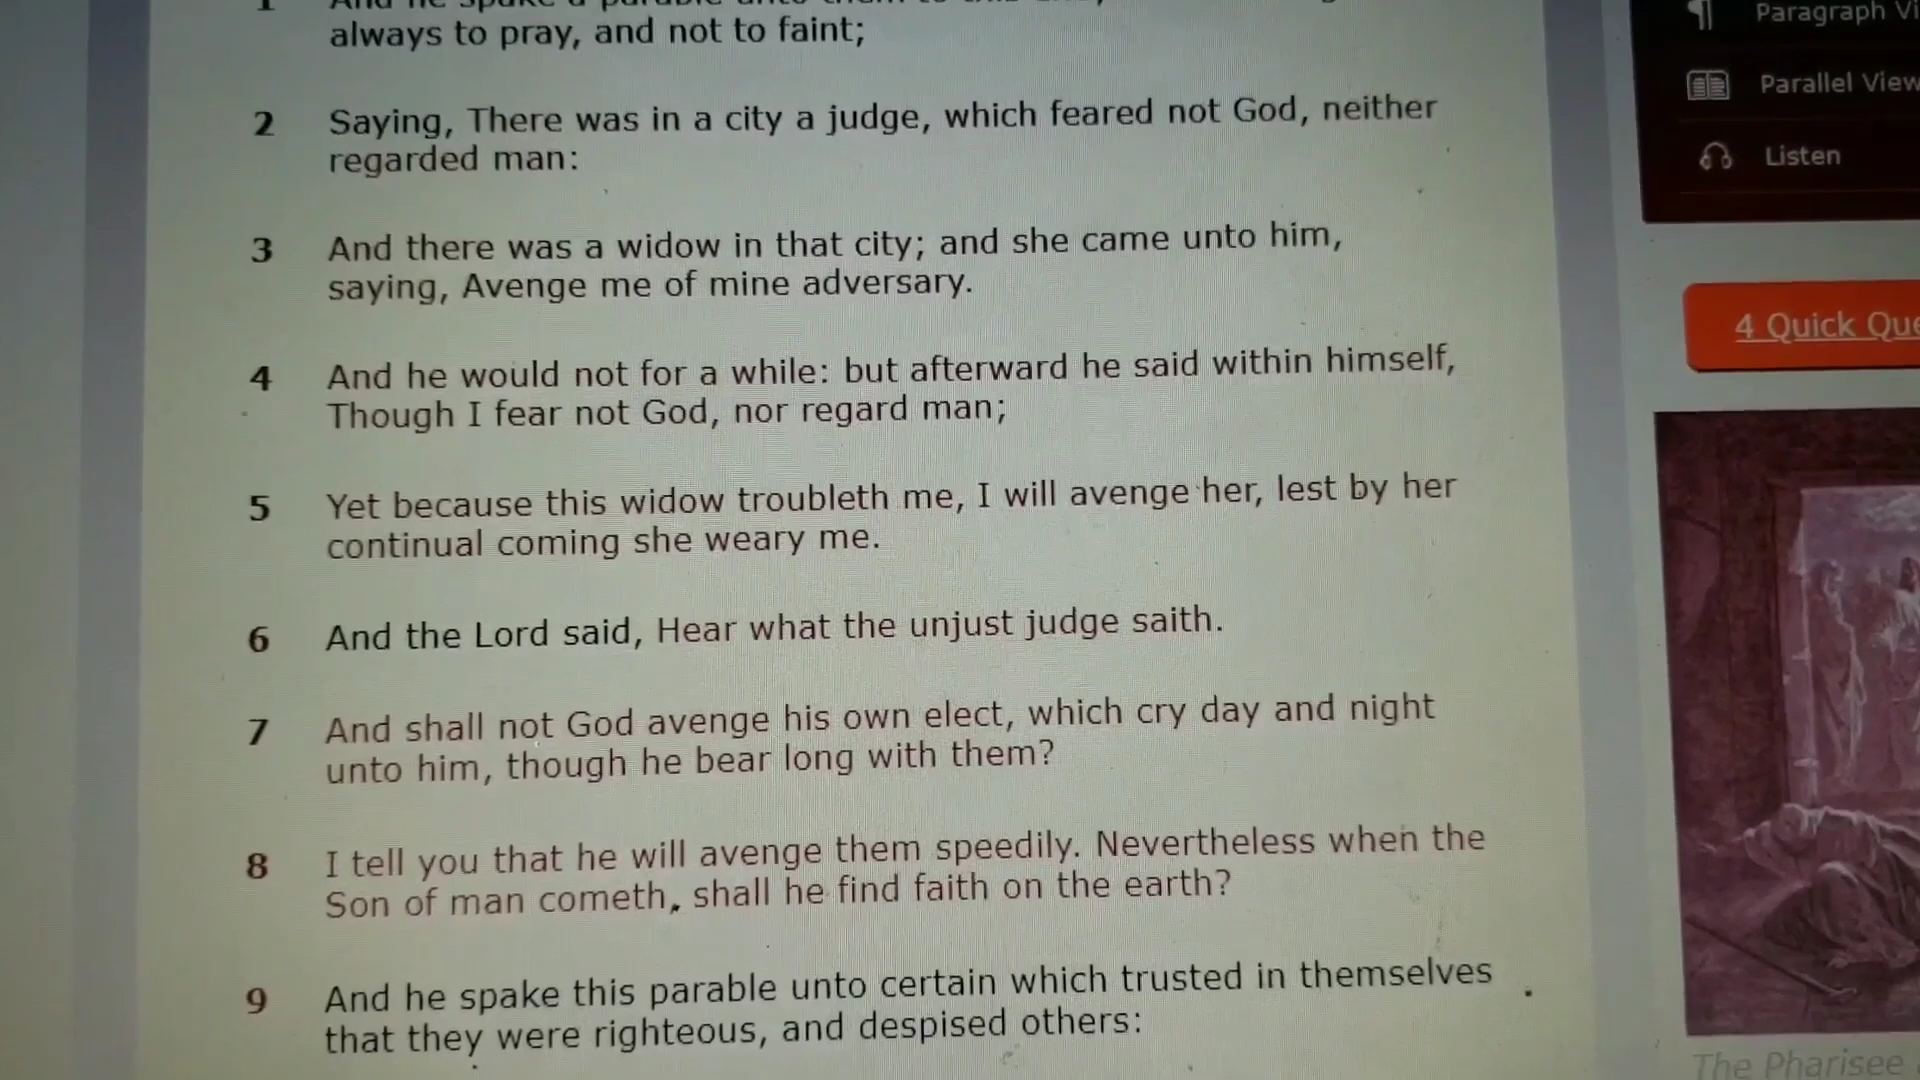 1
always to pray, and not to faint;
2 Saying, There was in a city a judge, which feared not God, neither
regarded man:
3 And there was a widow in that city; and she came unto him,
saying, Avenge me of mine adversary.
4 And he would not for a while: but afterward he said within himself,
Though I fear not God, nor regard man;
5 Yet because this widow troubleth me, I will avenge her, lest by her
continual coming she weary me.
6 And the Lord said, Hear what the unjust judge saith.
7 And shall not God avenge his own elect, which cry day and night
unto him, though he bear long with them?
8 I tell you that he will avenge them speedily. Nevertheless when the
Son of man cometh, shall he find faith on the earth?
9 And he spake this parable unto certain which trusted in themselves
that they were righteous, and despised others:
Paragraph Vi
Parallel View
Listen
4 Quick Que
The Pharisee